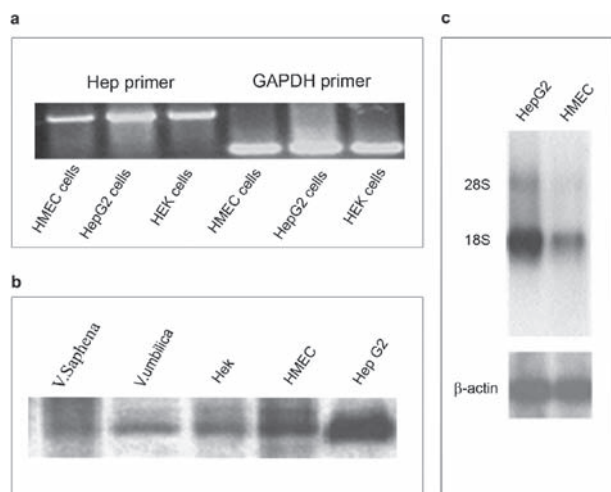 a
Hep primer GAPDH primer
HMEC cells HepG2 cells HEK cells HMEC cells HepG2 cells HEK cells
b
V.Saphena V.umbilica Hek HMEC Hep G2
c
HepG2 HMEC
28S
18S
β-actin